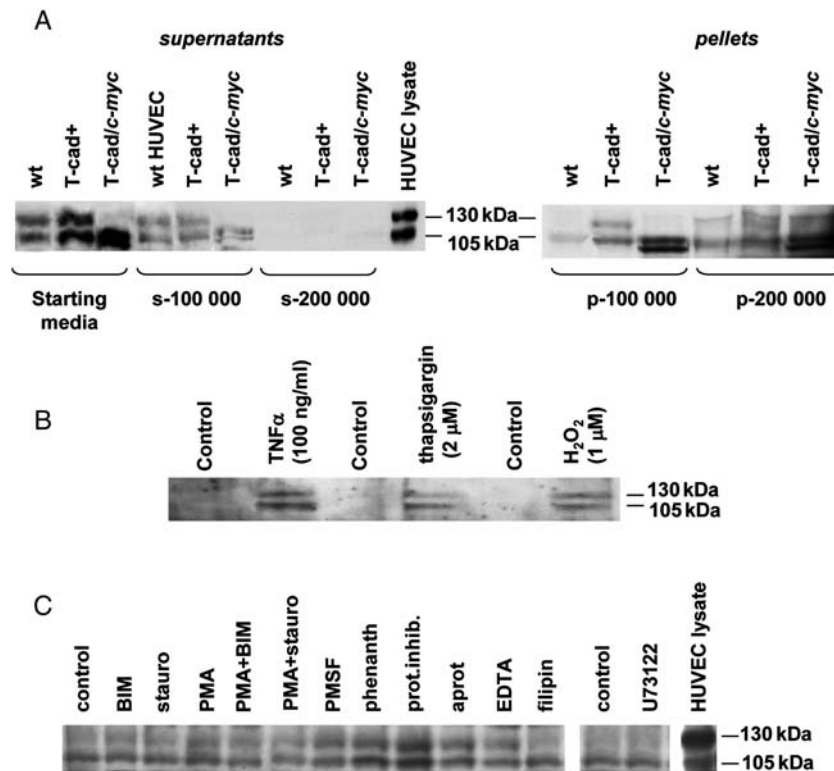 A
supernatants
pellets
wt
T-cad+
T-cad/c-myc
wt HUVEC
T-cad+
T-cad/c-myc
wt
T-cad+
T-cad/c-myc
HUVEC lysate
wt
T-cad+
T-cad/c-myc
wt
T-cad+
T-cad/c-myc
130 kDa
105 kDa
Starting media
s-100 000
s-200 000
p-100 000
p-200 000
B
Control
TNFα (100 ng/ml)
Control
thapsigargin (2 μM)
Control
H₂O₂ (1 μM)
130 kDa
105 kDa
C
control
BIM
stauro
PMA
PMA+BIM
PMA+stauro
PMSF
phenanth
prot.inhib.
aprot
EDTA
filipin
control
U73122
HUVEC lysate
130 kDa
105 kDa